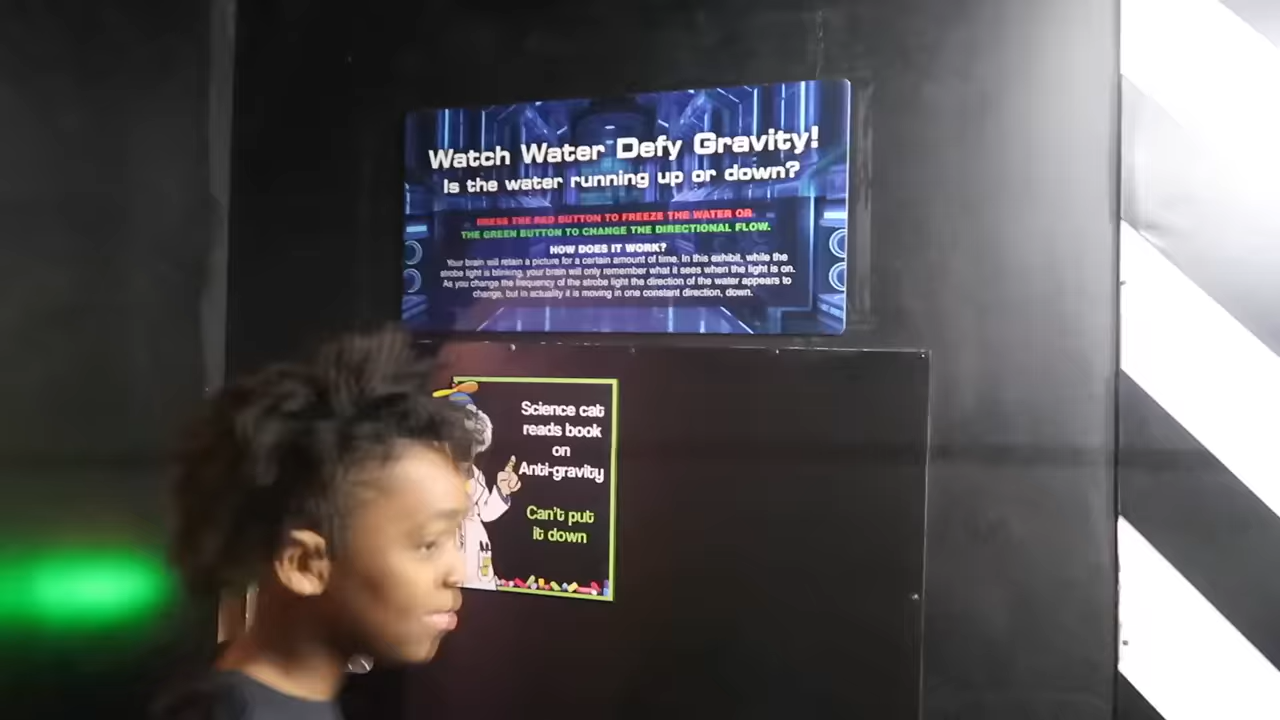 Watch Water Defy Gravity!
Is the water running up or down?
PRESS THE RED BUTTON TO FREEZE THE WATER OR
THE GREEN BUTTON TO CHANGE THE DIRECTIONAL FLOW.
HOW DOES IT WORK?
Your brain will retain a picture for a certain amount of time. In this exhibit, while the
strobe light is blinking, your brain will only remember what it sees when the light is on.
As you change the frequency of the strobe light the direction of the water appears to
change, but in actuality it is moving in one constant direction, down.
Science cat
reads book
on
Anti-gravity
Can't put
it down